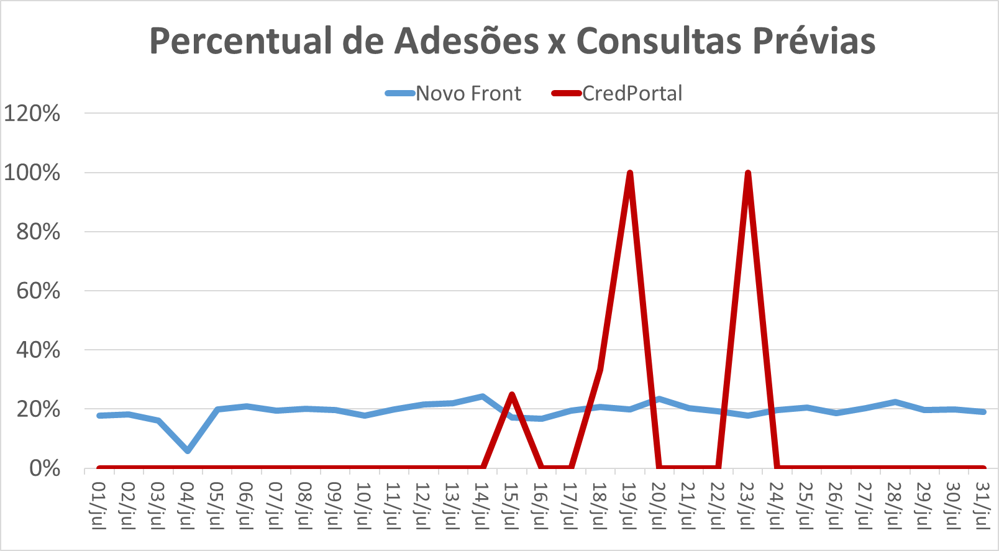 Percentual de Adesões x Consultas Prévias
Novo Front CredPortal
120%
100%
80%
60%
40%
20%
0%
01/jul 02/jul 03/jul 04/jul 05/jul 06/jul 07/jul 08/jul 09/jul 10/jul 11/jul 12/jul 13/jul 14/jul 15/jul 16/jul 17/jul 18/jul 19/jul 20/jul 21/jul 22/jul 23/jul 24/jul 25/jul 26/jul 27/jul 28/jul 29/jul 30/jul 31/jul